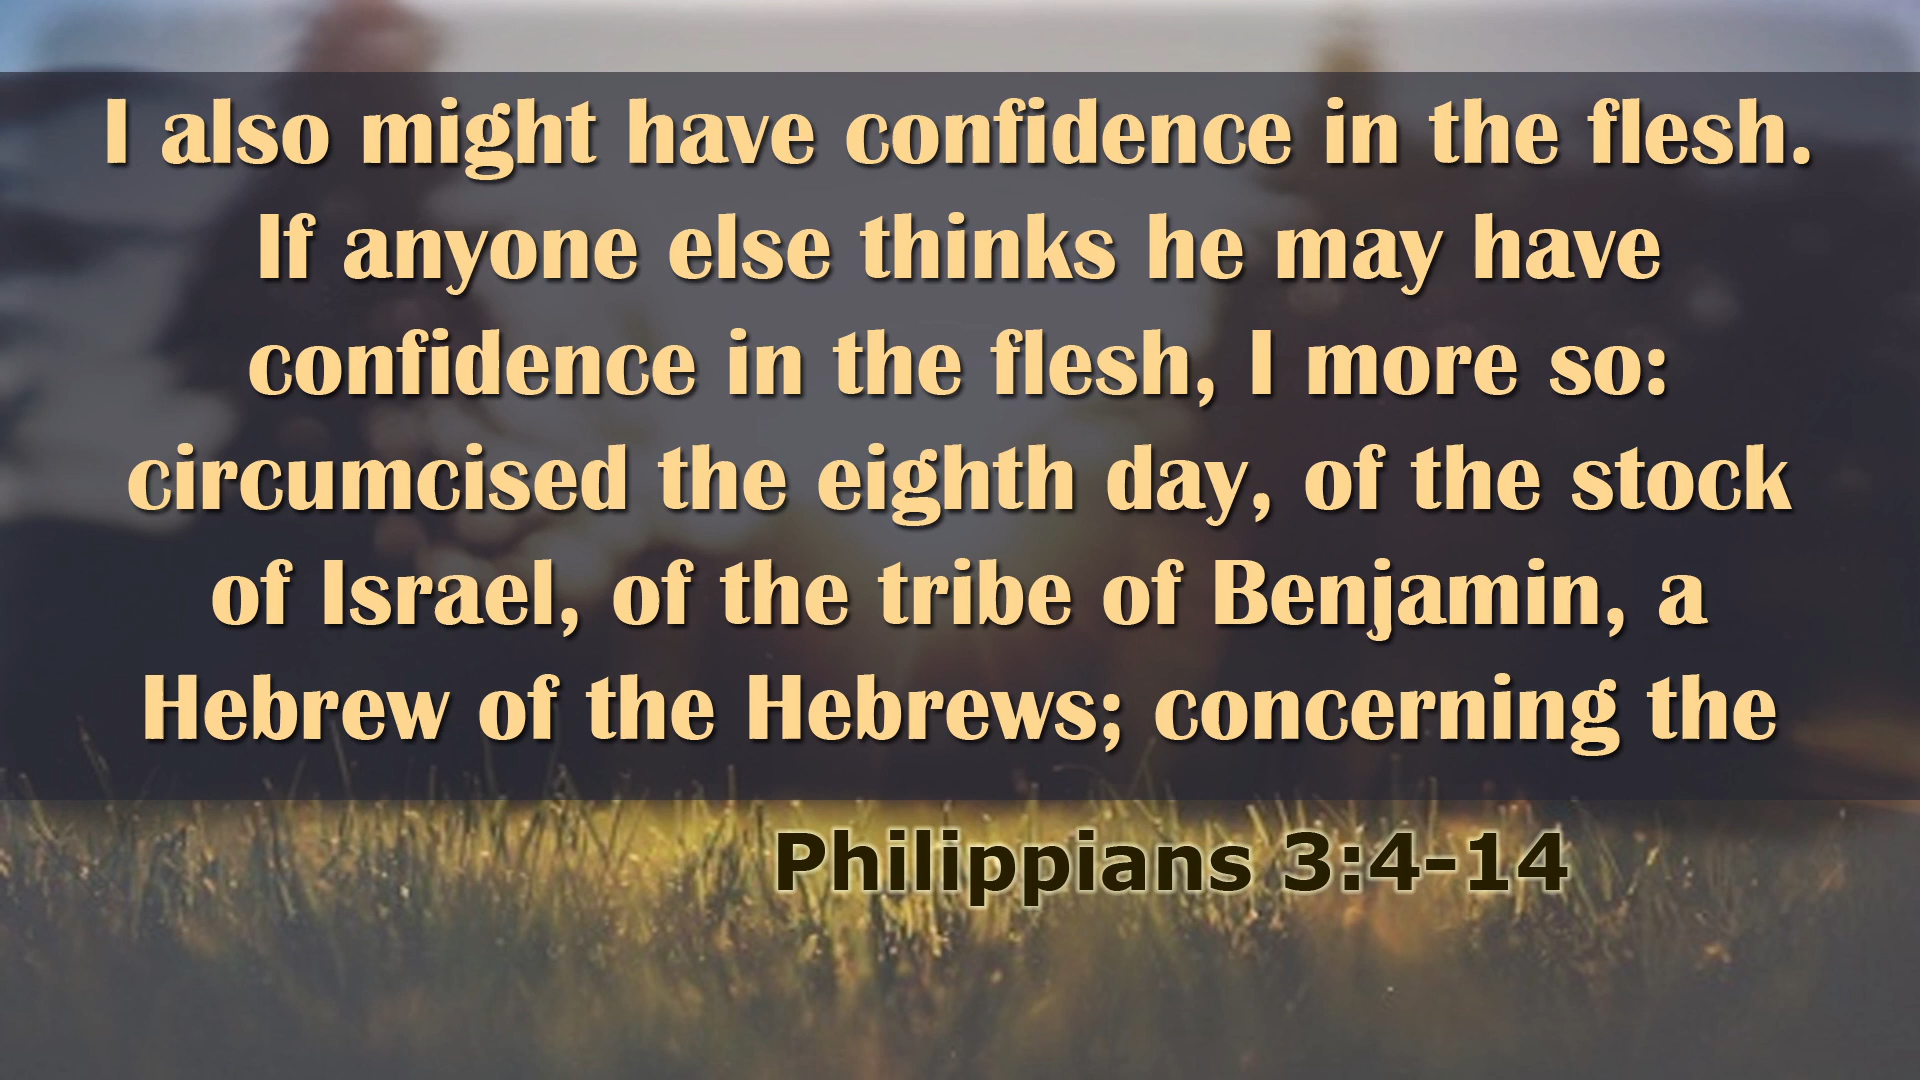 I also might have confidence in the flesh.
If anyone else thinks he may have
confidence in the flesh, I more so:
circumcised the eighth day, of the stock
of Israel, of the tribe of Benjamin, a
Hebrew of the Hebrews; concerning the
Philippians 3:4-14